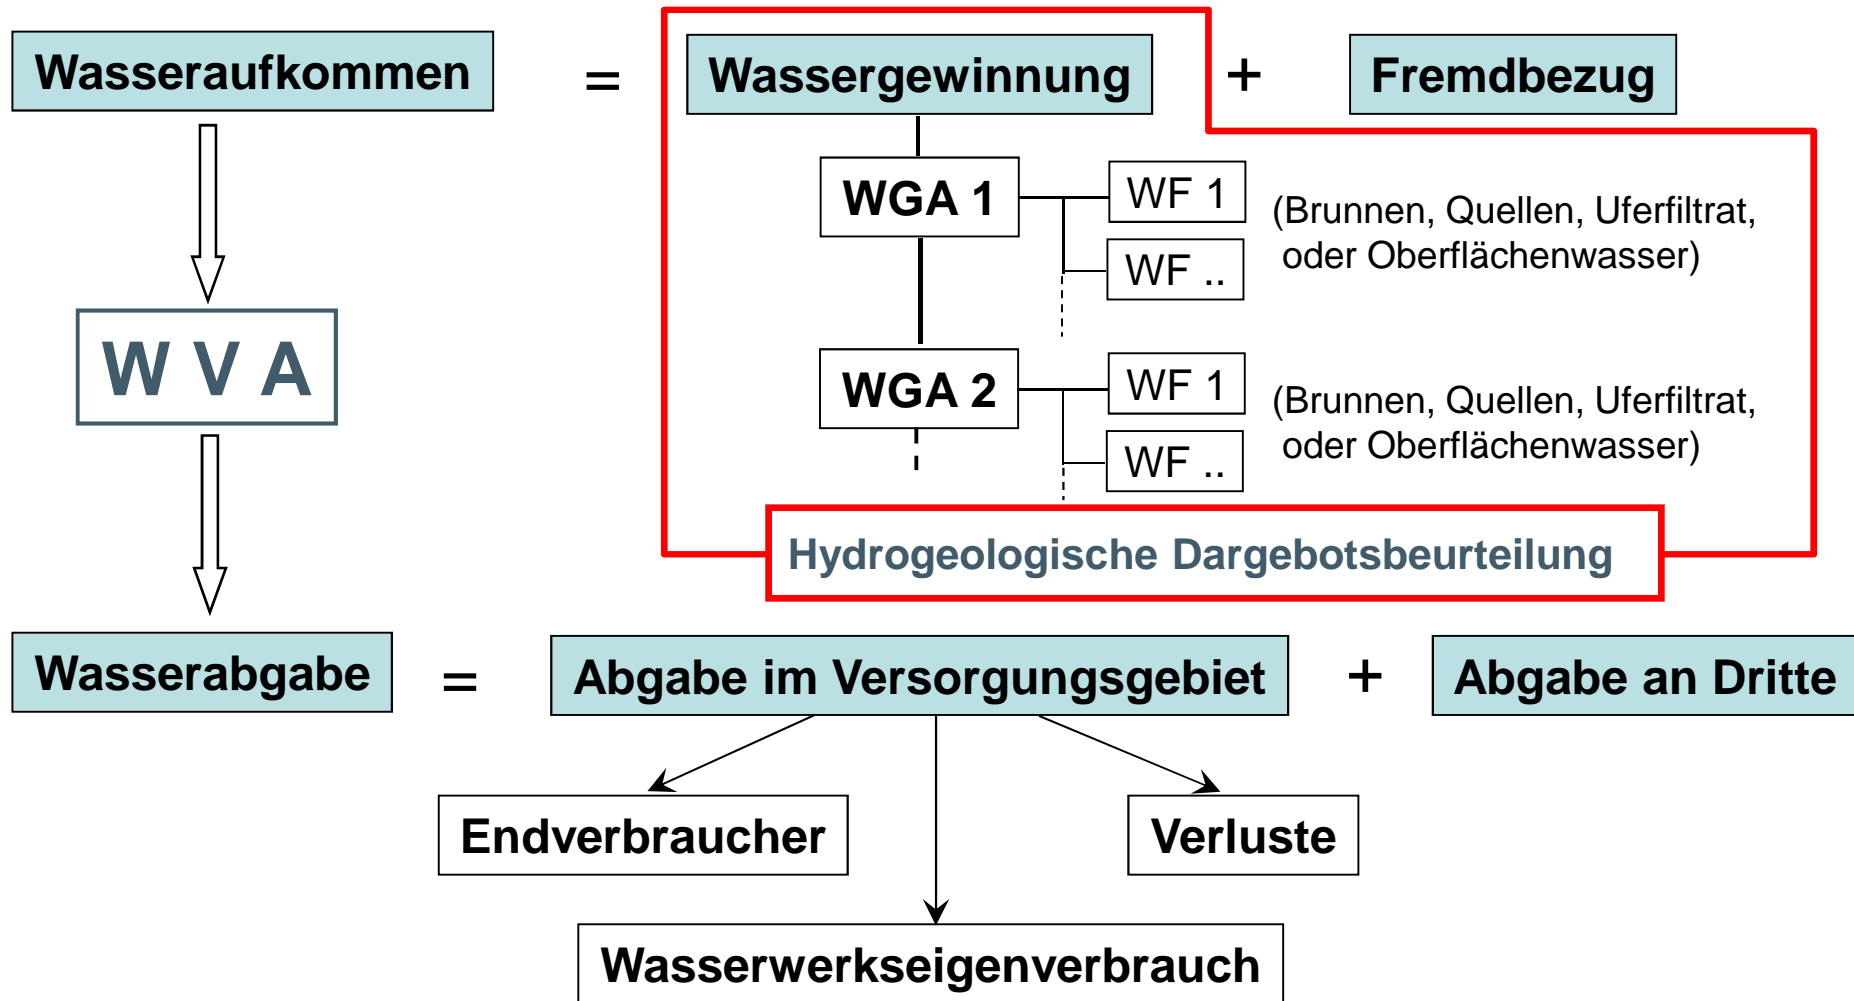 Wasseraufkommen = Wassergewinnung + Fremdbezug
WGA 1
WF 1
(Brunnen, Quellen, Uferfiltrat,
oder Oberflächenwasser)
WF ..
W V A
WGA 2
WF 1
(Brunnen, Quellen, Uferfiltrat,
oder Oberflächenwasser)
WF ..
Hydrogeologische Dargebotsbeurteilung
Wasserabgabe = Abgabe im Versorgungsgebiet + Abgabe an Dritte
Endverbraucher
Verluste
Wasserwerkseigenverbrauch